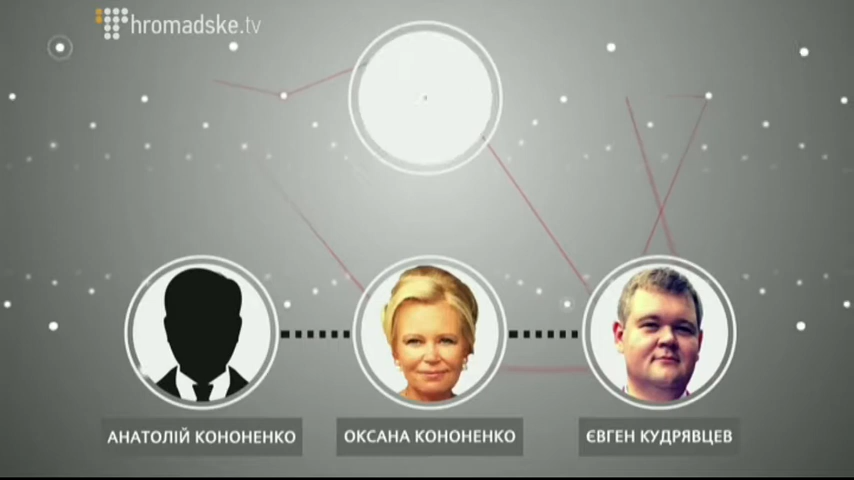 hromadske.tv
АНАТОЛІЙ КОНОНЕНКО
ОКСАНА КОНОНЕНКО
ЄВГЕН КУДРЯВЦЕВ